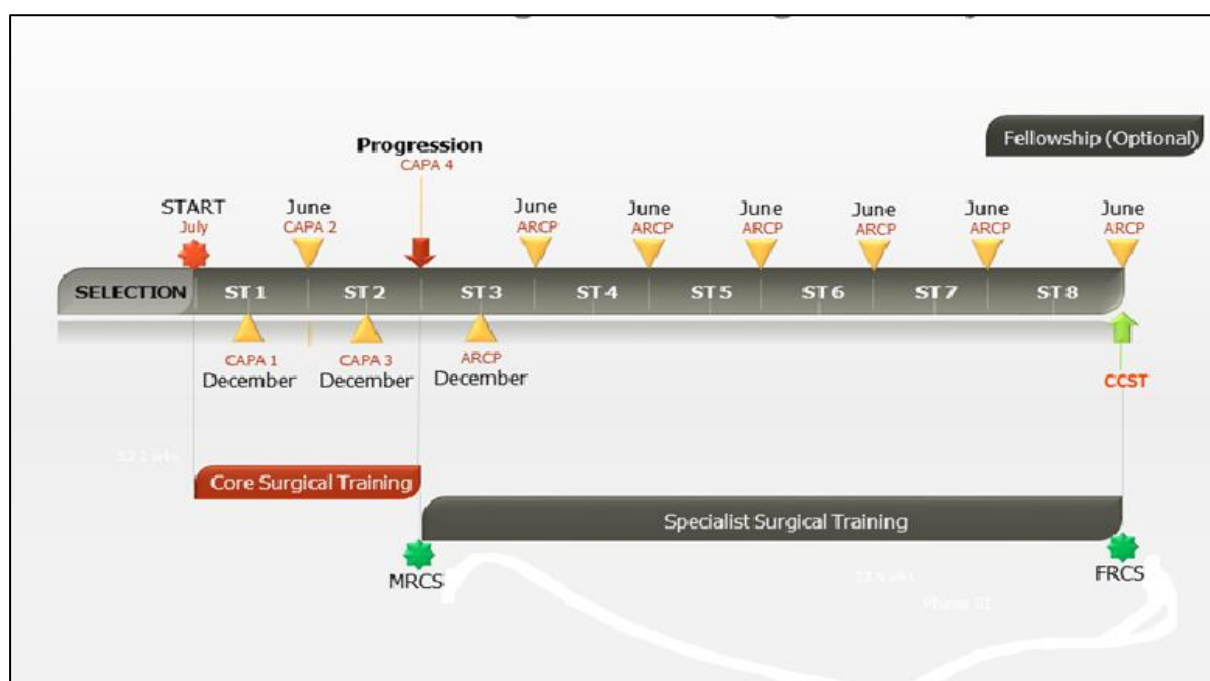 Fellowship (Optional)
Progression
CAPA 4
START
July
June
CAPA 2
June
ARCP
June
ARCP
June
ARCP
June
ARCP
June
ARCP
June
ARCP
SELECTION
ST 1
ST 2
ST 3
ST 4
ST 5
ST 6
ST 7
ST 8
CAPA 1
December
CAPA 3
December
ARCP
December
CCST
Core Surgical Training
Specialist Surgical Training
MRCS
FRCS
Phase III